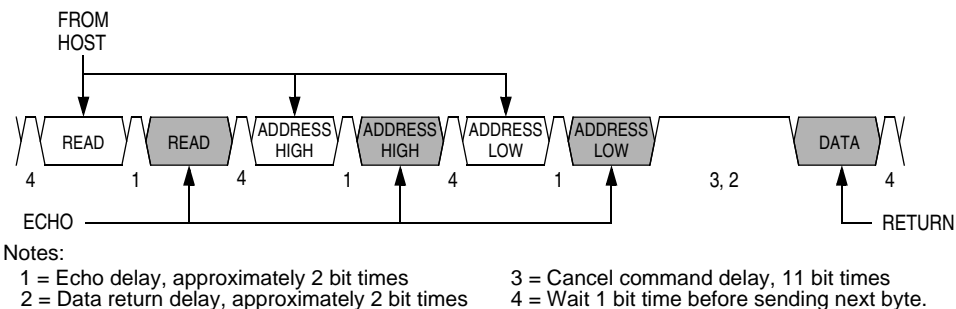 FROM
HOST
READ READ ADDRESS HIGH ADDRESS HIGH ADDRESS LOW ADDRESS LOW DATA
4 1 4 1 4 1 3, 2 4
ECHO RETURN
Notes:
1 = Echo delay, approximately 2 bit times
2 = Data return delay, approximately 2 bit times
3 = Cancel command delay, 11 bit times
4 = Wait 1 bit time before sending next byte.